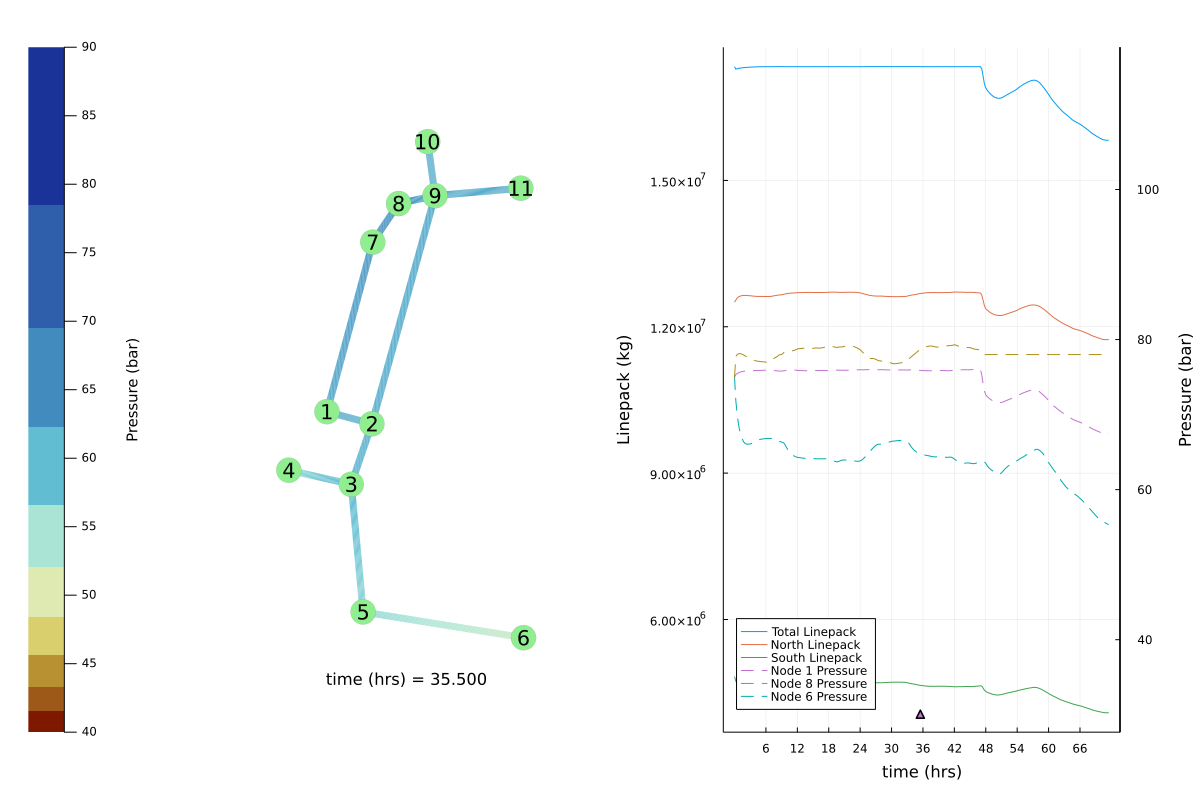 90
85
80
75
70
65
60
55
50
45
40
Pressure (bar)
10
11
9
8
7
1
2
4
3
5
6
time (hrs) = 35.500
Linepack (kg)
1.50×10⁷
1.20×10⁷
9.00×10⁶
6.00×10⁶
Total Linepack
North Linepack
South Linepack
Node 1 Pressure
Node 8 Pressure
Node 6 Pressure
6 12 18 24 30 36 42 48 54 60 66
time (hrs)
100
80
60
40
Pressure (bar)